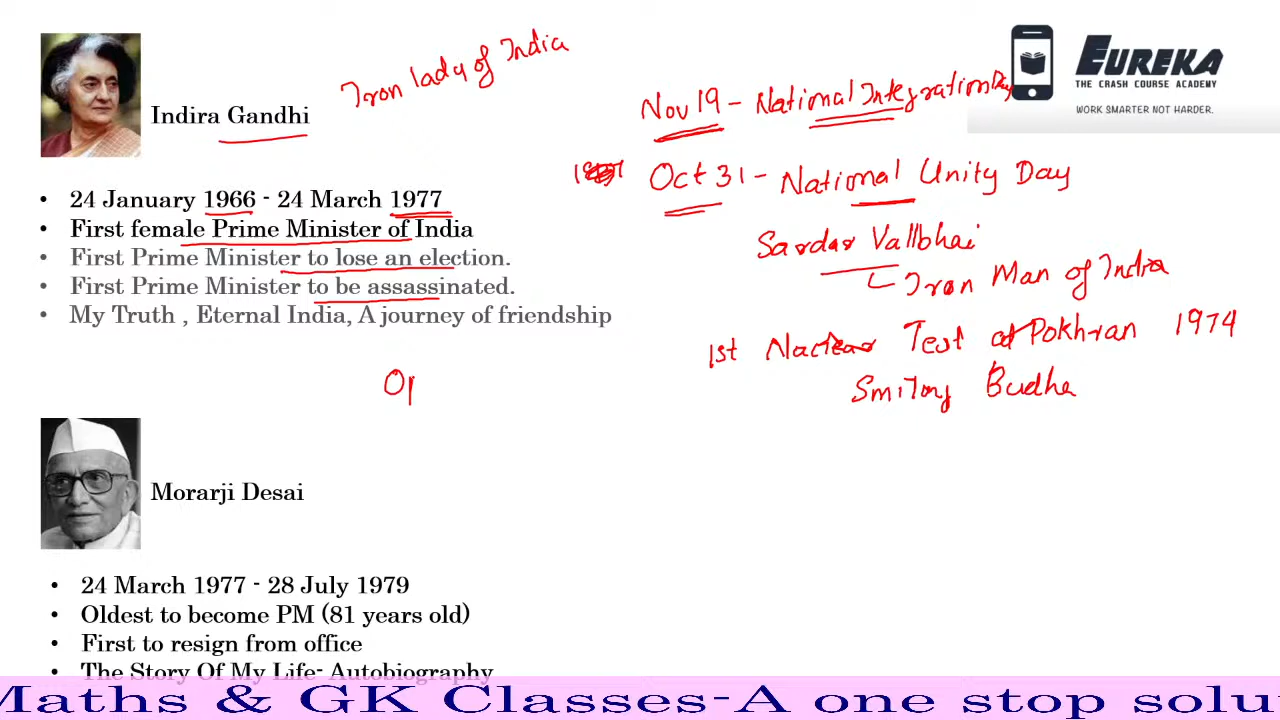 Iron lady of India
EUREKA
THE CRASH COURSE ACADEMY
WORK SMARTER NOT HARDER.
Indira Gandhi
Nov 19 - National Integration Day
Oct 31 - National Unity Day
24 January 1966 - 24 March 1977
• First female Prime Minister of India
• First Prime Minister to lose an election.
• First Prime Minister to be assassinated.
• My Truth , Eternal India, A journey of friendship
Sardar Vallbhai
Iron Man of India
1st Nuclear Test at Pokhran 1974
Smiling Budha
Op
Morarji Desai
• 24 March 1977 - 28 July 1979
• Oldest to become PM (81 years old)
• First to resign from office
• The Story Of My Life- Autobiography
Maths & GK Classes-A one stop solu